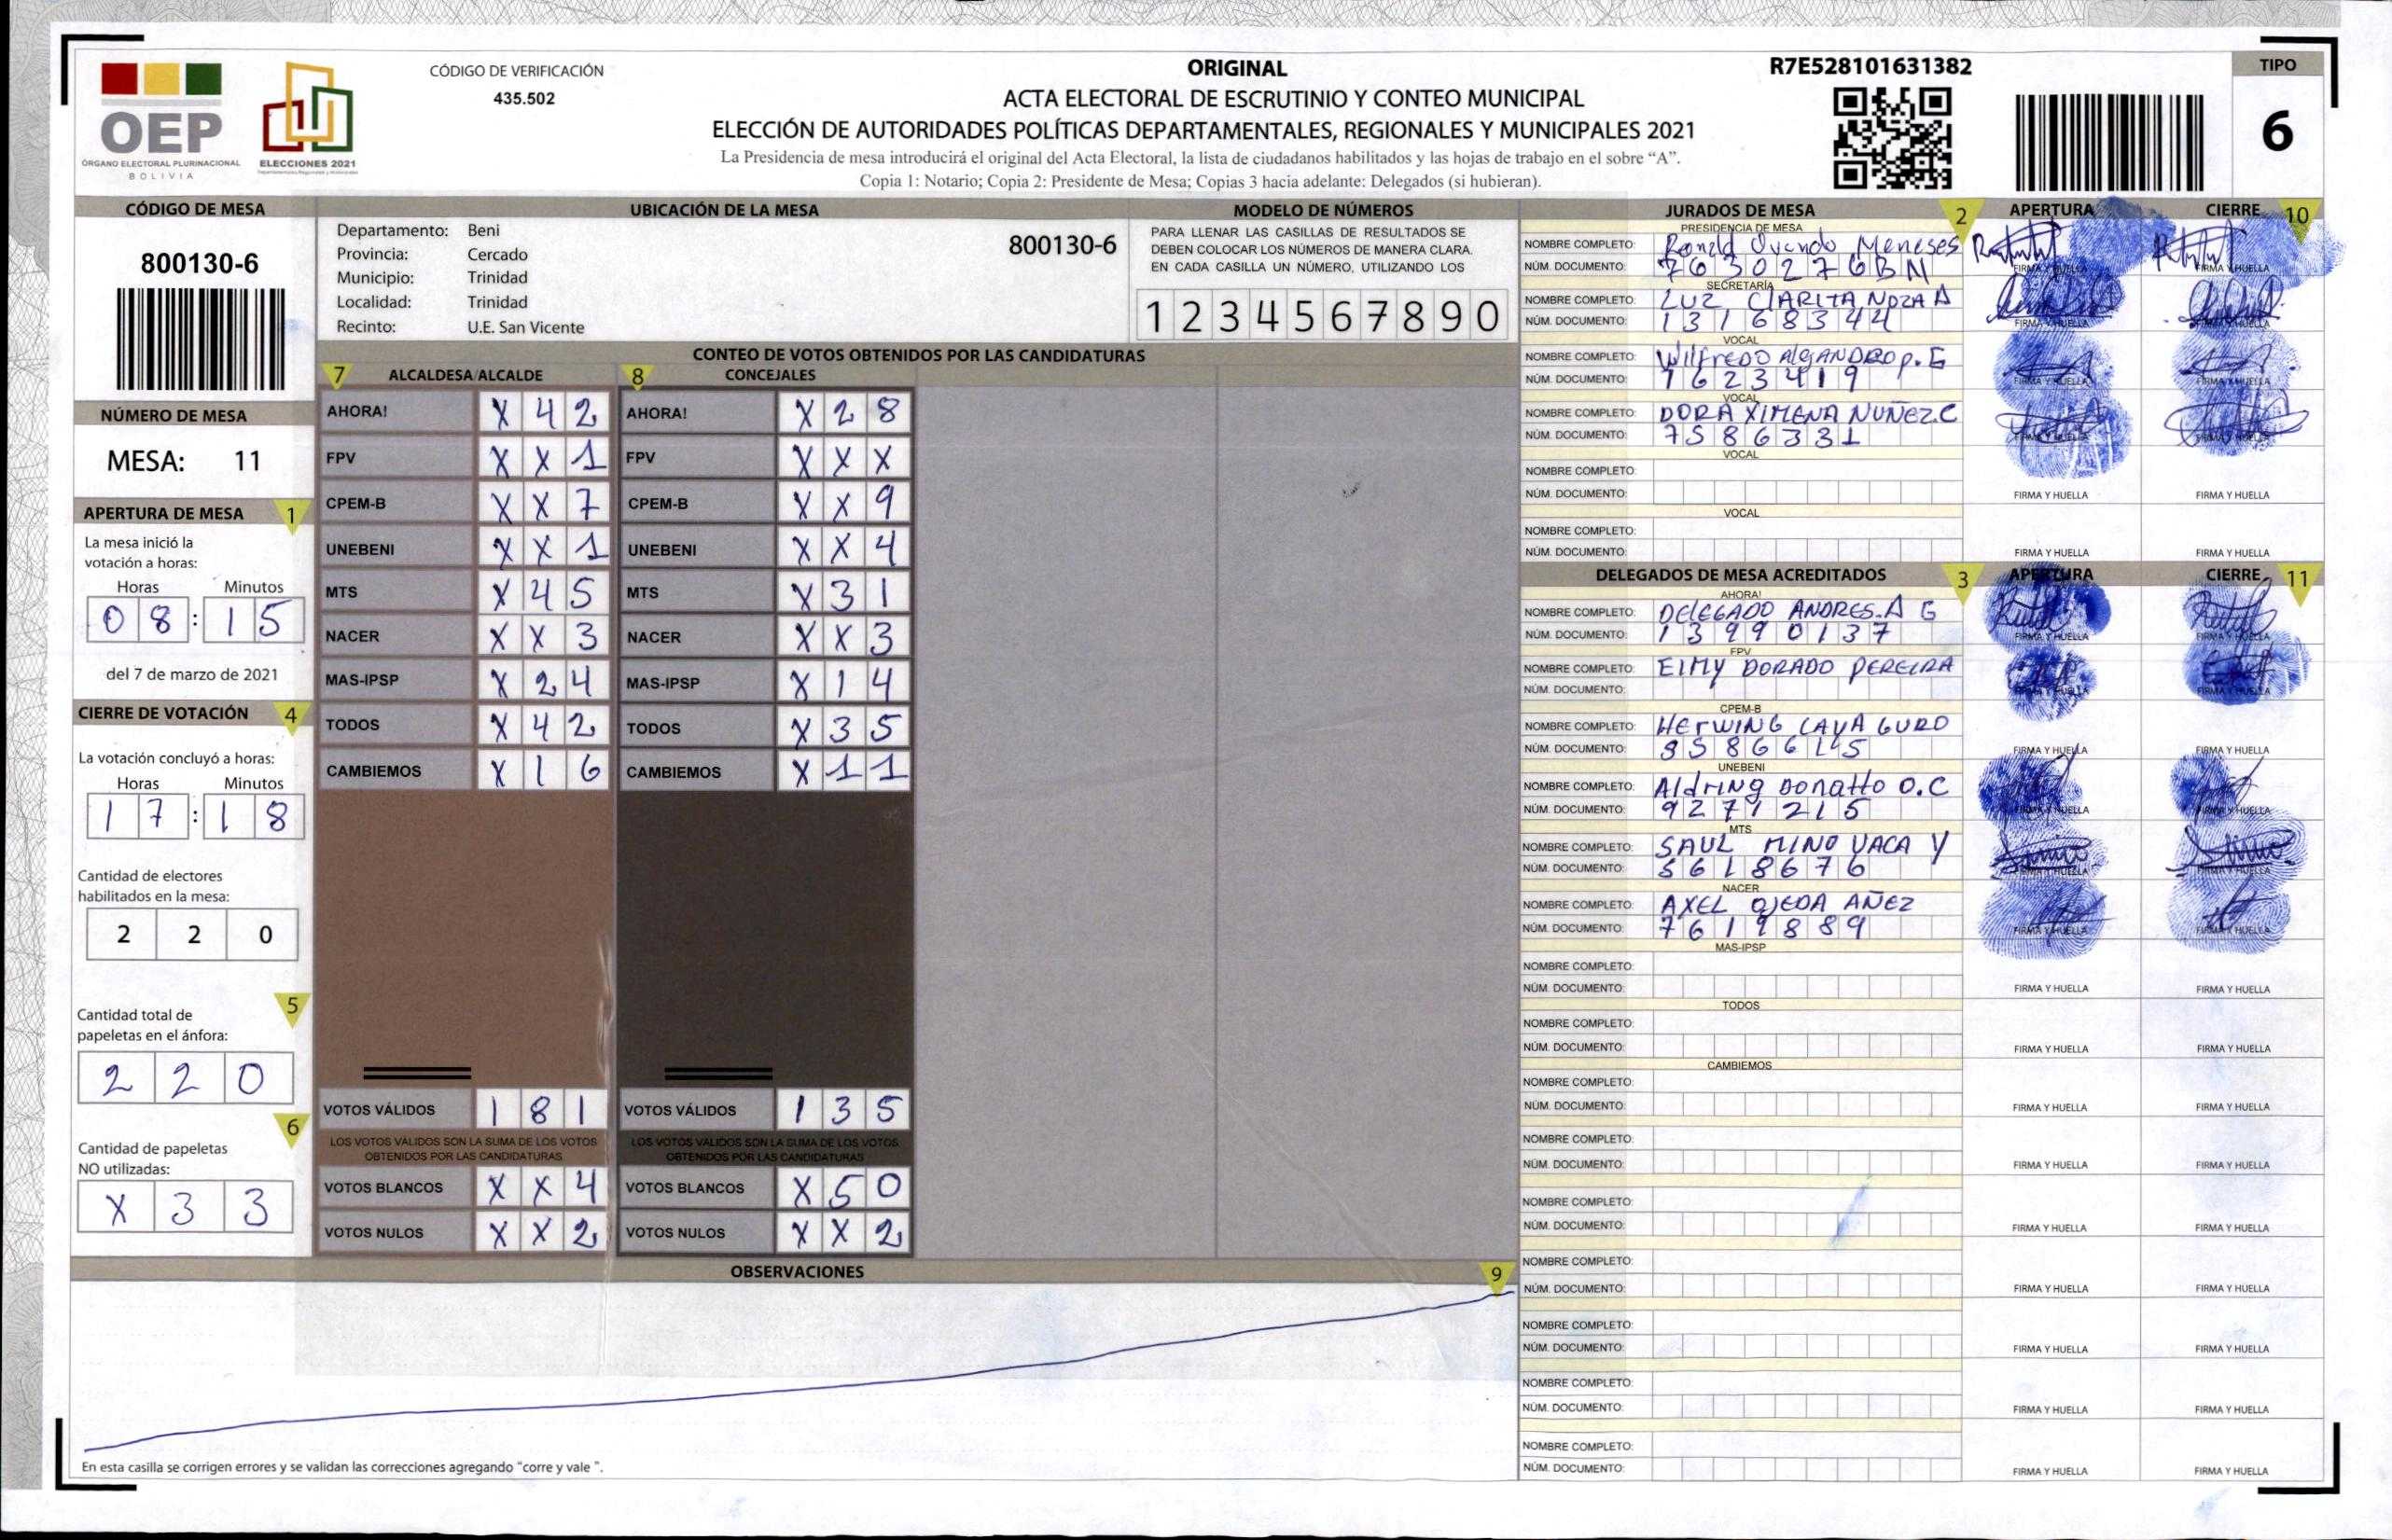 OEP
ÓRGANO ELECTORAL PLURINACIONAL
BOLIVIA
ELECCIONES 2021
CÓDIGO DE VERIFICACIÓN
435.502
ORIGINAL
ACTA ELECTORAL DE ESCRUTINIO Y CONTEO MUNICIPAL
ELECCIÓN DE AUTORIDADES POLÍTICAS DEPARTAMENTALES, REGIONALES Y MUNICIPALES 2021
La Presidencia de mesa introducirá el original del Acta Electoral, la lista de ciudadanos habilitados y las hojas de trabajo en el sobre “A”.
Copia 1: Notario; Copia 2: Presidente de Mesa; Copias 3 hacia adelante: Delegados (si hubieran).
R7E528101631382
TIPO
6
CÓDIGO DE MESA
800130-6
NÚMERO DE MESA
MESA: 11
APERTURA DE MESA 1
La mesa inició la
votación a horas:
Horas Minutos
0 8 : 1 5
del 7 de marzo de 2021
CIERRE DE VOTACIÓN 4
La votación concluyó a horas:
Horas Minutos
1 7 : 1 8
Cantidad de electores
habilitados en la mesa:
2 2 0
5
Cantidad total de
papeletas en el ánfora:
2 2 0
6
Cantidad de papeletas
NO utilizadas:
X 3 3
UBICACIÓN DE LA MESA
Departamento: Beni
Provincia: Cercado
Municipio: Trinidad
Localidad: Trinidad
Recinto: U.E. San Vicente
800130-6
MODELO DE NÚMEROS
PARA LLENAR LAS CASILLAS DE RESULTADOS SE
DEBEN COLOCAR LOS NÚMEROS DE MANERA CLARA.
EN CADA CASILLA UN NÚMERO, UTILIZANDO LOS
1 2 3 4 5 6 7 8 9 0
CONTEO DE VOTOS OBTENIDOS POR LAS CANDIDATURAS
7 ALCALDESA/ALCALDE
AHORA! X 4 2
FPV X X 1
CPEM-B X X 7
UNEBENI X X 1
MTS X 4 5
NACER X X 3
MAS-IPSP X 2 4
TODOS X 4 2
CAMBIEMOS X 1 6
VOTOS VÁLIDOS 1 8 1
LOS VOTOS VÁLIDOS SON LA SUMA DE LOS VOTOS
OBTENIDOS POR LAS CANDIDATURAS
VOTOS BLANCOS X X 4
VOTOS NULOS X X 2
8 CONCEJALES
AHORA! X 2 8
FPV X X X
CPEM-B X X 9
UNEBENI X X 4
MTS X 3 1
NACER X X 3
MAS-IPSP X 1 4
TODOS X 3 5
CAMBIEMOS X 1 1
VOTOS VÁLIDOS 1 3 5
LOS VOTOS VÁLIDOS SON LA SUMA DE LOS VOTOS
OBTENIDOS POR LAS CANDIDATURAS
VOTOS BLANCOS X 5 0
VOTOS NULOS X X 2
OBSERVACIONES 9
En esta casilla se corrigen errores y se validan las correcciones agregando "corre y vale ".
JURADOS DE MESA 2 APERTURA CIERRE 10
PRESIDENCIA DE MESA
NOMBRE COMPLETO: Ronald Ovando Meneses
NÚM. DOCUMENTO: 7630276BN FIRMA Y HUELLA FIRMA Y HUELLA
SECRETARÍA
NOMBRE COMPLETO: LUZ CLARITA NOZA A
NÚM. DOCUMENTO: 13168344 FIRMA Y HUELLA FIRMA Y HUELLA
VOCAL
NOMBRE COMPLETO: WilFREDO AlejANDRO p. G
NÚM. DOCUMENTO: 7623419 FIRMA Y HUELLA FIRMA Y HUELLA
VOCAL
NOMBRE COMPLETO: DORA XIMENA NUÑEZ.C
NÚM. DOCUMENTO: 7586331
VOCAL
NOMBRE COMPLETO:
NÚM. DOCUMENTO: FIRMA Y HUELLA FIRMA Y HUELLA
VOCAL
NOMBRE COMPLETO:
NÚM. DOCUMENTO: FIRMA Y HUELLA FIRMA Y HUELLA
DELEGADOS DE MESA ACREDITADOS 3 APERTURA CIERRE 11
AHORA!
NOMBRE COMPLETO: DELEGADO ANDRES.A G
NÚM. DOCUMENTO: 13990137 FIRMA Y HUELLA FIRMA Y HUELLA
FPV
NOMBRE COMPLETO: EIMY DORADO PEREIRA
NÚM. DOCUMENTO: FIRMA Y HUELLA FIRMA Y HUELLA
CPEM-B
NOMBRE COMPLETO: HERWING CAYA GURO
NÚM. DOCUMENTO: FIRMA Y HUELLA FIRMA Y HUELLA
UNEBENI
NOMBRE COMPLETO: Aldring Donatto O.C
NÚM. DOCUMENTO: 9271215 FIRMA Y HUELLA FIRMA Y HUELLA
MTS
NOMBRE COMPLETO: SAUL MINO VACA Y
NÚM. DOCUMENTO: 5618676 FIRMA Y HUELLA FIRMA Y HUELLA
NACER
NOMBRE COMPLETO: AXEL OJEDA AÑEZ
NÚM. DOCUMENTO: 7619889 FIRMA Y HUELLA FIRMA Y HUELLA
MAS-IPSP
NOMBRE COMPLETO:
NÚM. DOCUMENTO: FIRMA Y HUELLA FIRMA Y HUELLA
TODOS
NOMBRE COMPLETO:
NÚM. DOCUMENTO: FIRMA Y HUELLA FIRMA Y HUELLA
CAMBIEMOS
NOMBRE COMPLETO:
NÚM. DOCUMENTO: FIRMA Y HUELLA FIRMA Y HUELLA
NOMBRE COMPLETO:
NÚM. DOCUMENTO: FIRMA Y HUELLA FIRMA Y HUELLA
NOMBRE COMPLETO:
NÚM. DOCUMENTO: FIRMA Y HUELLA FIRMA Y HUELLA
NOMBRE COMPLETO:
NÚM. DOCUMENTO: FIRMA Y HUELLA FIRMA Y HUELLA
NOMBRE COMPLETO:
NÚM. DOCUMENTO: FIRMA Y HUELLA FIRMA Y HUELLA
NOMBRE COMPLETO:
NÚM. DOCUMENTO: FIRMA Y HUELLA FIRMA Y HUELLA
NOMBRE COMPLETO:
NÚM. DOCUMENTO: FIRMA Y HUELLA FIRMA Y HUELLA